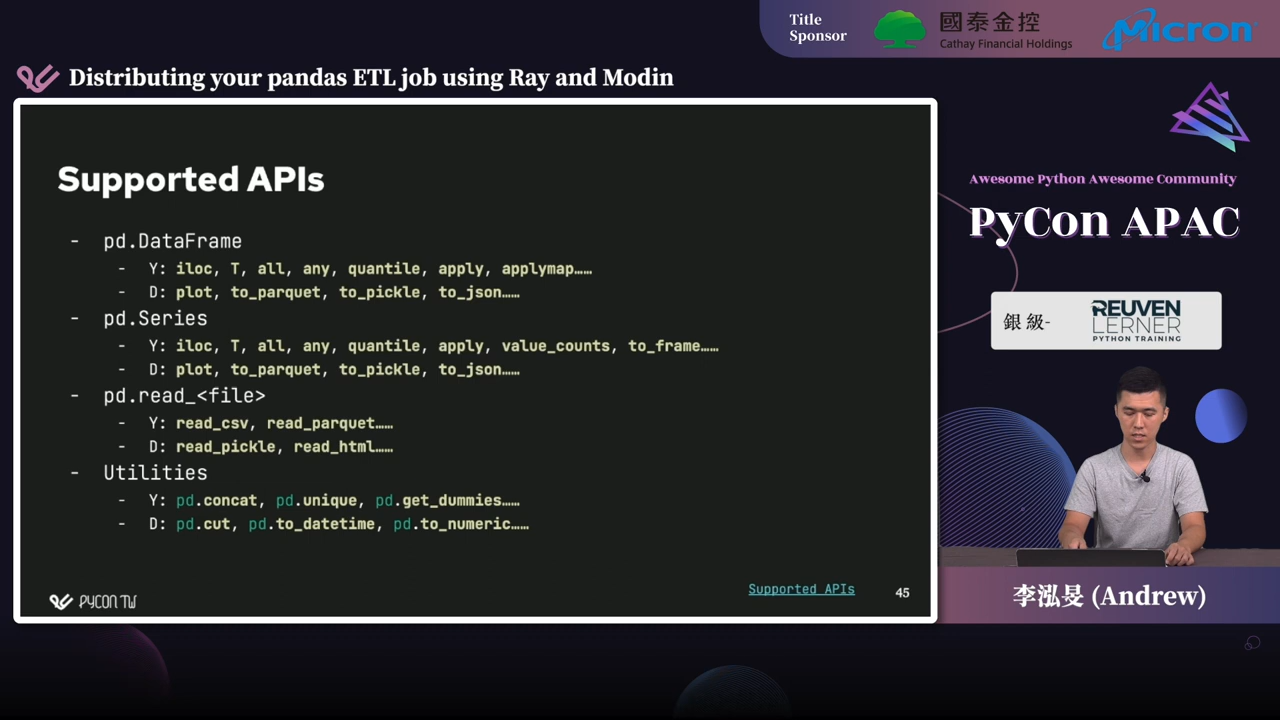 Title
Sponsor
國泰金控
Cathay Financial Holdings
Micron
Distributing your pandas ETL job using Ray and Modin
Supported APIs
- pd.DataFrame
- Y: iloc, T, all, any, quantile, apply, applymap……
- D: plot, to_parquet, to_pickle, to_json……
- pd.Series
- Y: iloc, T, all, any, quantile, apply, value_counts, to_frame……
- D: plot, to_parquet, to_pickle, to_json……
- pd.read_<file>
- Y: read_csv, read_parquet……
- D: read_pickle, read_html……
- Utilities
- Y: pd.concat, pd.unique, pd.get_dummies……
- D: pd.cut, pd.to_datetime, pd.to_numeric……
PYCON TW
Supported APIs
45
Awesome Python Awesome Community
PyCon APAC
銀級-
REUVEN
LERNER
PYTHON TRAINING
李泓旻 (Andrew)